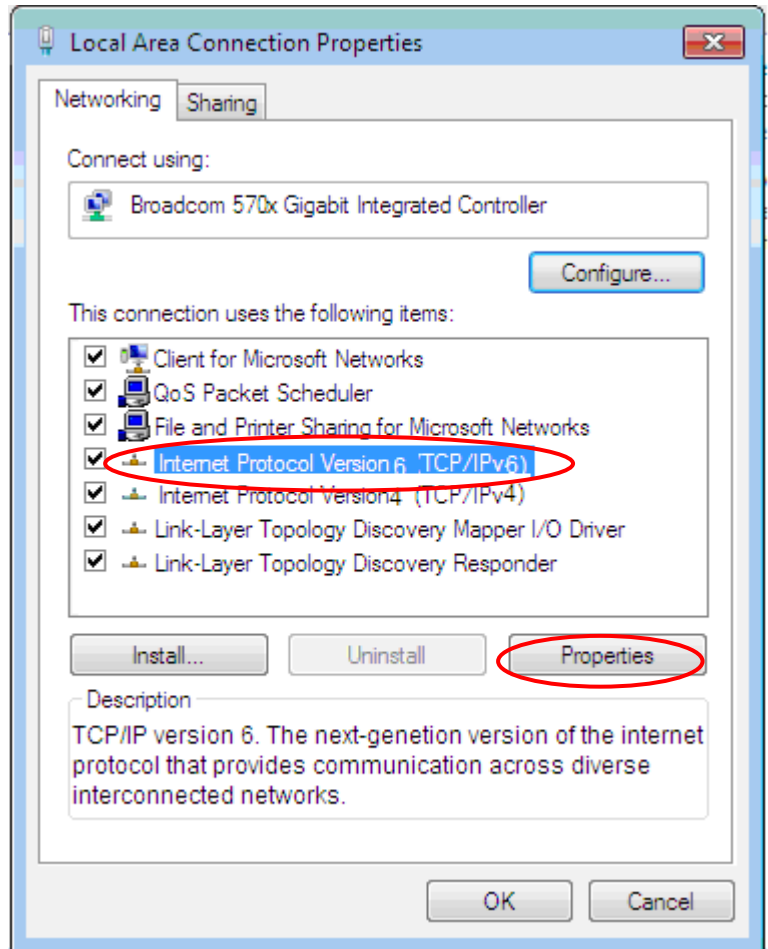 Local Area Connection Properties
Networking
Sharing
Connect using:
Broadcom 570x Gigabit Integrated Controller
Configure...
This connection uses the following items:
Client for Microsoft Networks
QoS Packet Scheduler
File and Printer Sharing for Microsoft Networks
Internet Protocol Version 6 (TCP/IPv6)
Internet Protocol Version4 (TCP/IPv4)
Link-Layer Topology Discovery Mapper I/O Driver
Link-Layer Topology Discovery Responder
Install...
Uninstall
Properties
Description
TCP/IP version 6. The next-genetion version of the internet
protocol that provides communication across diverse
interconnected networks.
OK
Cancel